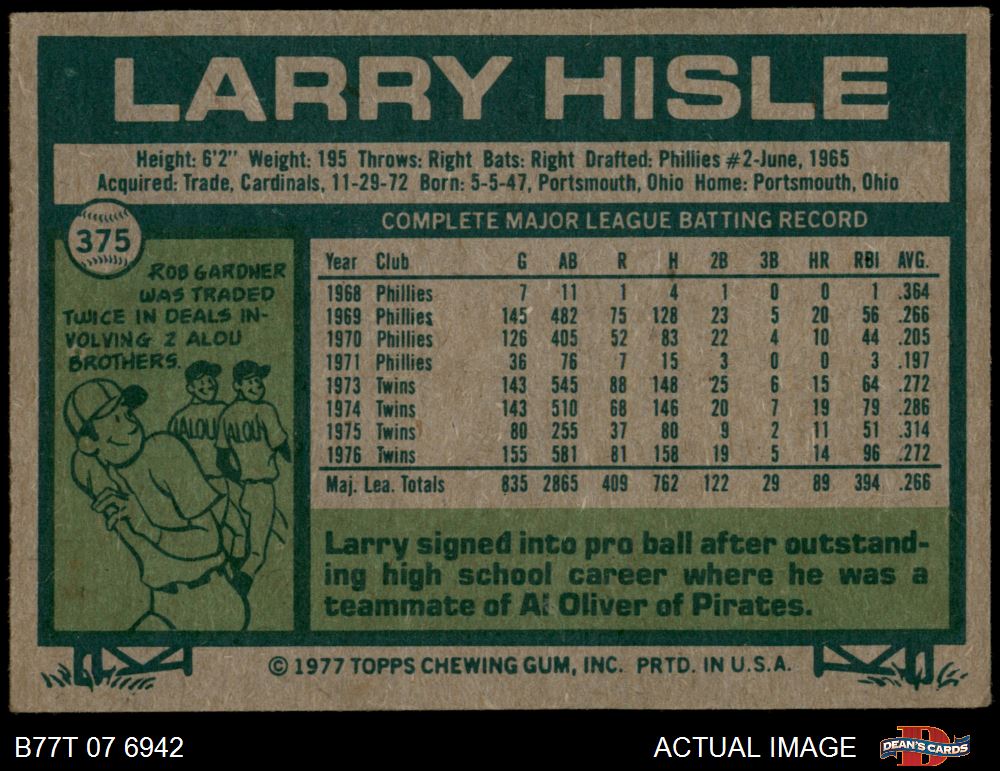 LARRY HISLE
Height: 6'2" Weight: 195 Throws: Right Bats: Right Drafted: Phillies #2-June, 1965
Acquired: Trade, Cardinals, 11-29-72 Born: 5-5-47, Portsmouth, Ohio Home: Portsmouth, Ohio
375
ROB GARDNER
WAS TRADED
TWICE IN DEALS IN-
VOLVING 2 ALOU
BROTHERS.
ALOU ALOU
COMPLETE MAJOR LEAGUE BATTING RECORD
Year Club G AB R H 2B 3B HR RBI AVG.
1968 Phillies 7 11 1 4 1 0 0 1 .364
1969 Phillies 145 482 75 128 23 5 20 56 .266
1970 Phillies 126 405 52 83 22 4 10 44 .205
1971 Phillies 36 76 7 15 3 0 0 3 .197
1973 Twins 143 545 88 148 25 6 15 64 .272
1974 Twins 143 510 68 146 20 7 19 79 .286
1975 Twins 80 255 37 80 9 2 11 51 .314
1976 Twins 155 581 81 158 19 5 14 96 .272
Maj. Lea. Totals 835 2865 409 762 122 29 89 394 .266
Larry signed into pro ball after outstand-
ing high school career where he was a
teammate of Al Oliver of Pirates.
© 1977 TOPPS CHEWING GUM, INC. PRTD. IN U.S.A.
B77T 07 6942 ACTUAL IMAGE DEAN'S CARDS